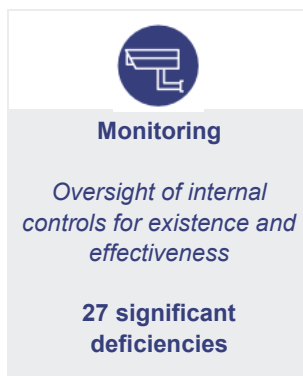 Monitoring
Oversight of internal
controls for existence and
effectiveness
27 significant
deficiencies